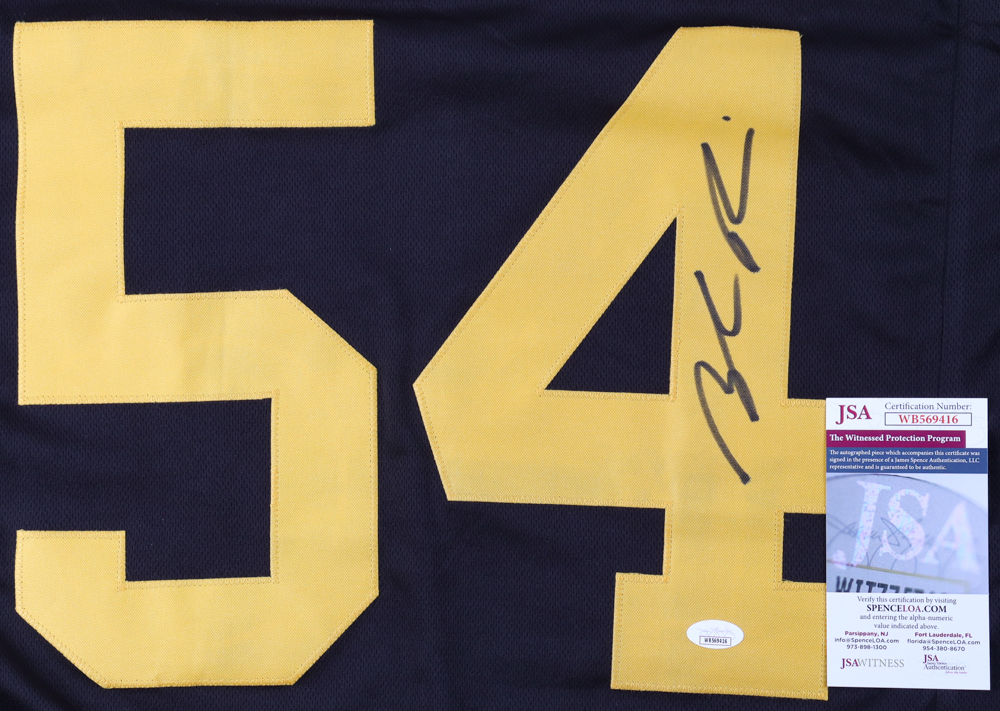 54
JSA
Certification Number:
WB569416
The Witnessed Protection Program
The autographed piece which accompanies this certificate was
signed in the presence of a James Spence Authentication, LLC
representative and is guaranteed to be authentic.
JSA
Verify this certification by visiting
SPENCELOA.COM
and entering the alpha-numeric
value indicated above.
Parsippany, NJ
info@SpenceLOA.com
973-898-1300
Fort Lauderdale, FL
florida@SpenceLOA.com
954-380-8670
JSAWITNESS
JSA
Authentication
WB569416